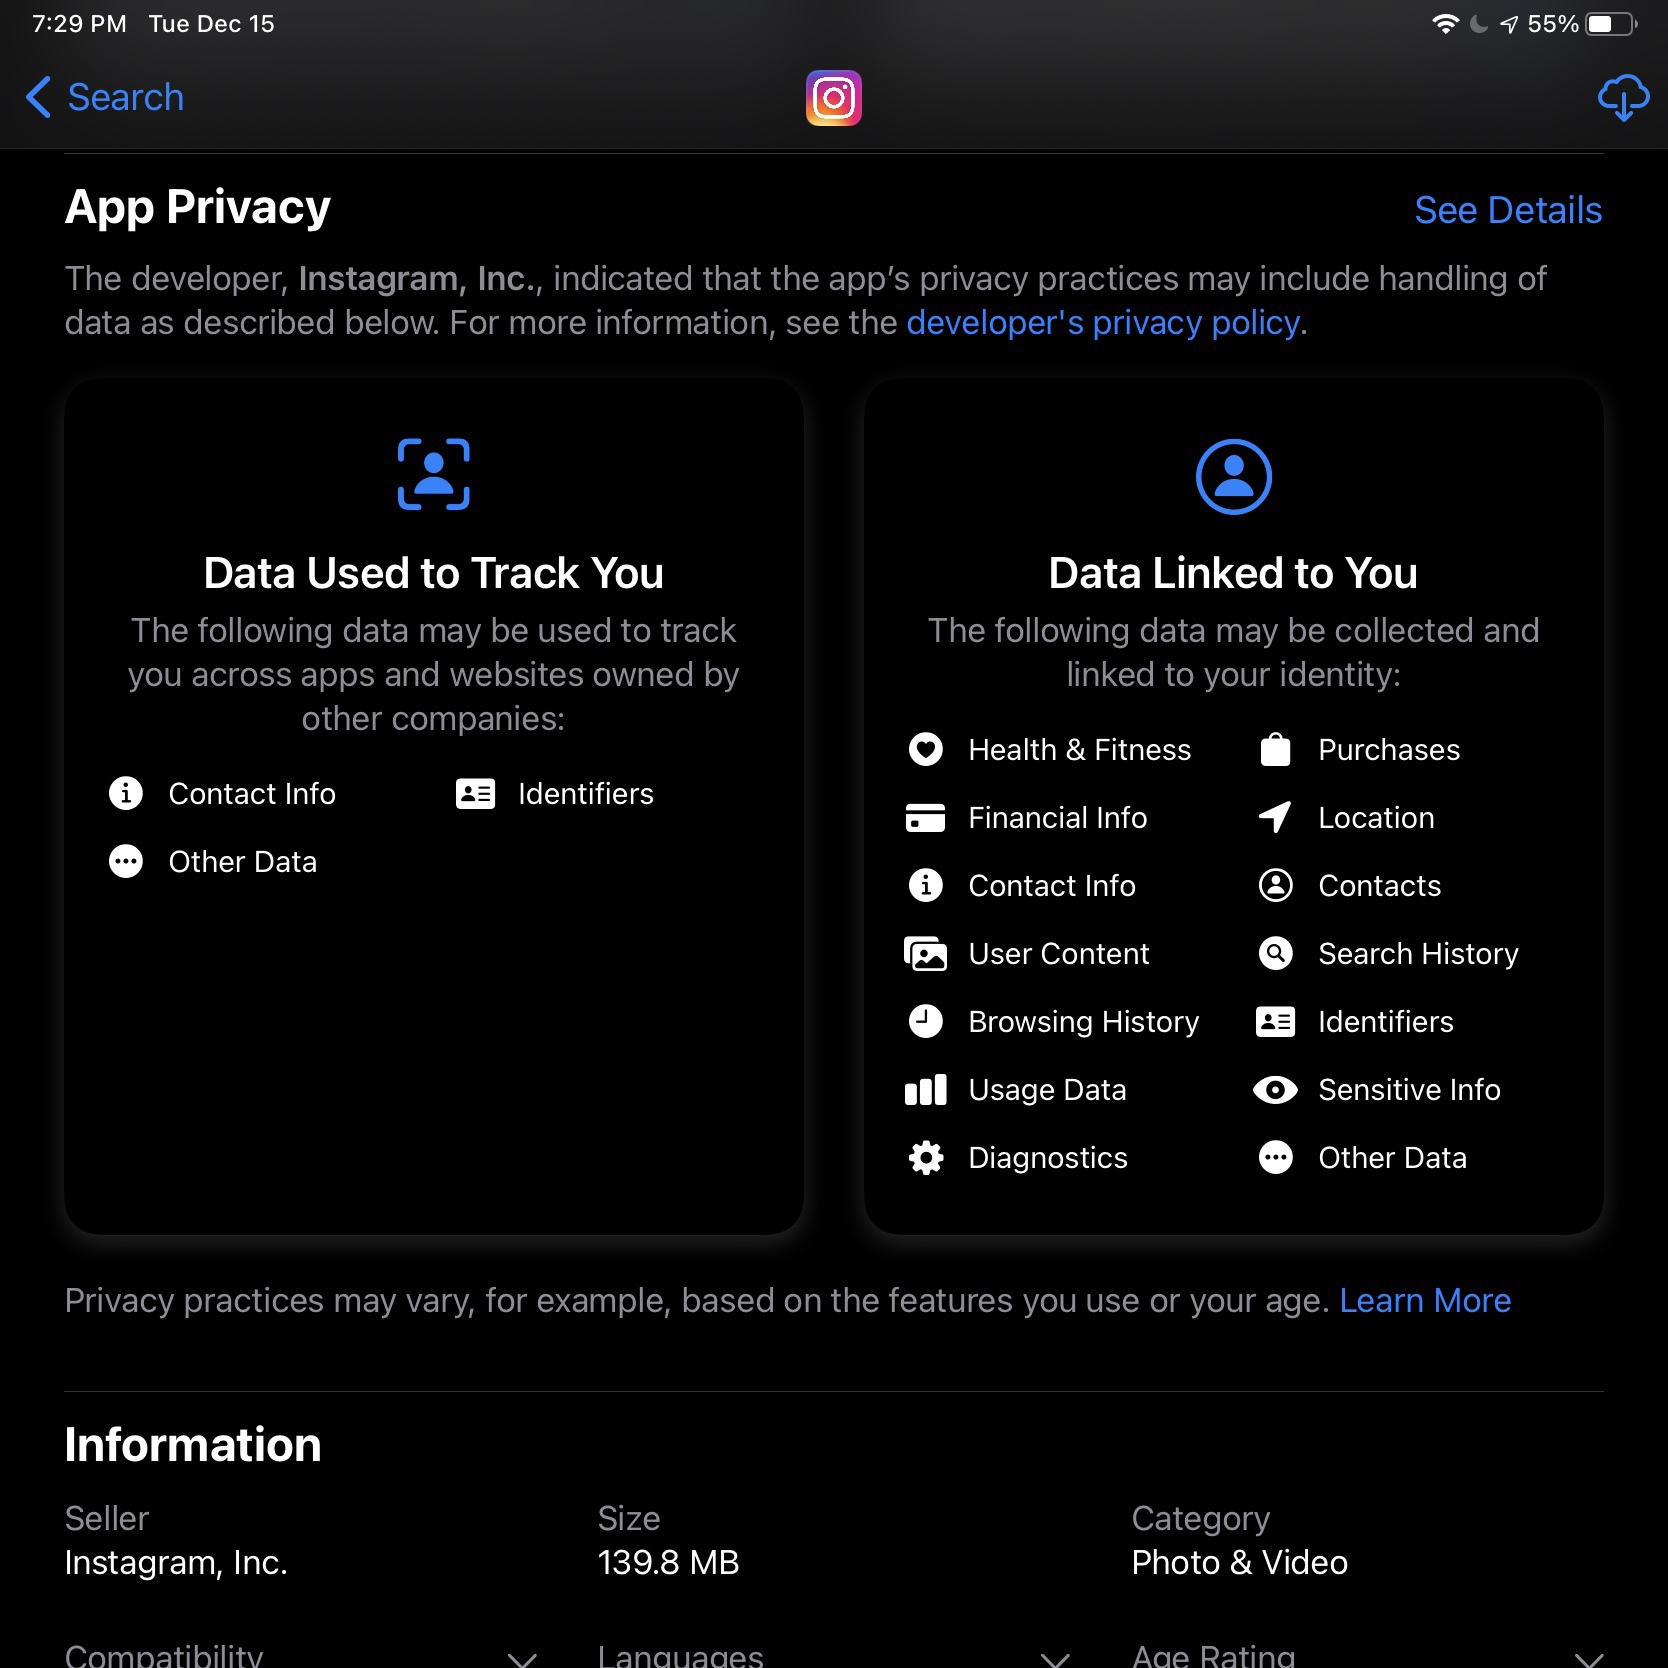 7:29 PM Tue Dec 15
55%
Search
App Privacy
See Details
The developer, Instagram, Inc., indicated that the app’s privacy practices may include handling of
data as described below. For more information, see the developer's privacy policy.
Data Used to Track You
The following data may be used to track
you across apps and websites owned by
other companies:
Contact Info
Identifiers
Other Data
Data Linked to You
The following data may be collected and
linked to your identity:
Health & Fitness
Purchases
Financial Info
Location
Contact Info
Contacts
User Content
Search History
Browsing History
Identifiers
Usage Data
Sensitive Info
Diagnostics
Other Data
Privacy practices may vary, for example, based on the features you use or your age. Learn More
Information
Seller
Instagram, Inc.
Size
139.8 MB
Category
Photo & Video
Compatibility
Languages
Age Rating